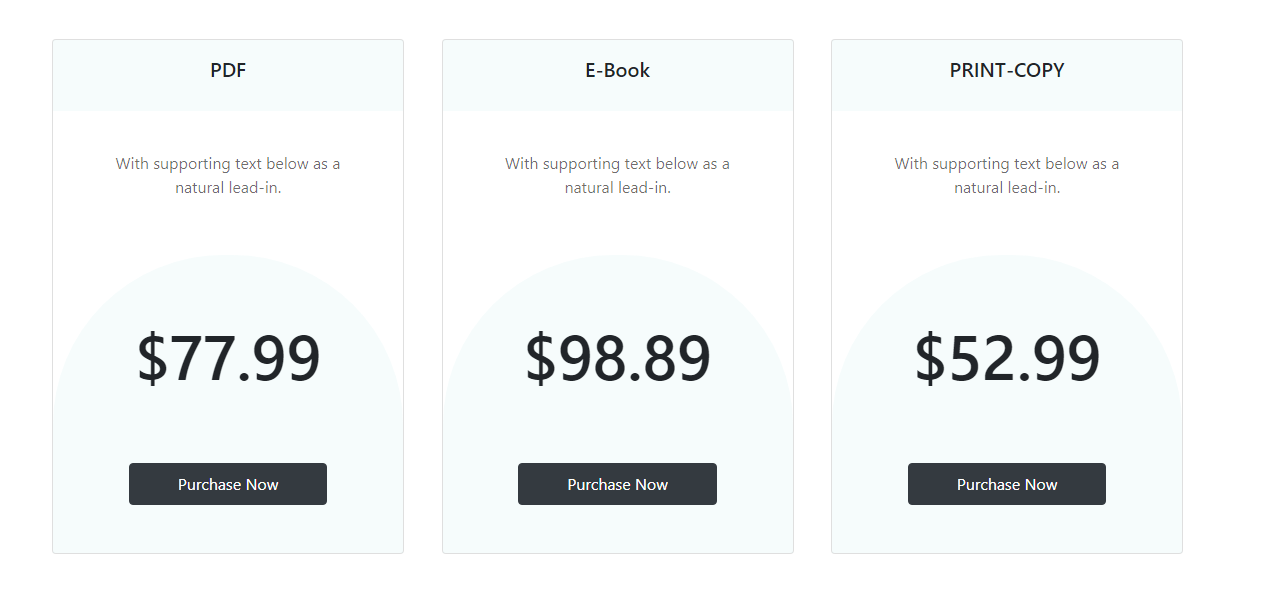 PDF
With supporting text below as a
natural lead-in.
$77.99
Purchase Now
E-Book
With supporting text below as a
natural lead-in.
$98.89
Purchase Now
PRINT-COPY
With supporting text below as a
natural lead-in.
$52.99
Purchase Now